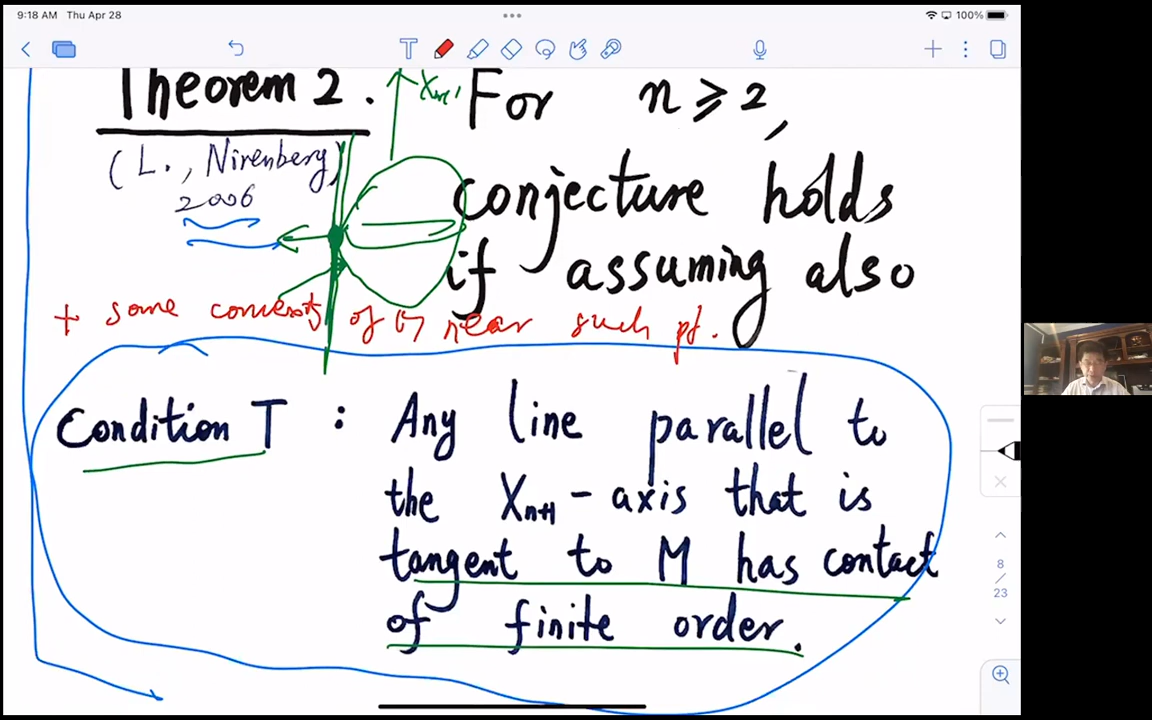 9:18 AM Thu Apr 28
100%
Theorem 2. For n ≥ 2,
Xn+1
(L., Nirenberg)
2006
conjecture holds
if assuming also
+ some convexity of M near such pt.
Condition T : Any line parallel to
the Xn+1 - axis that is
tangent to M has contact
of finite order.
8
/
23